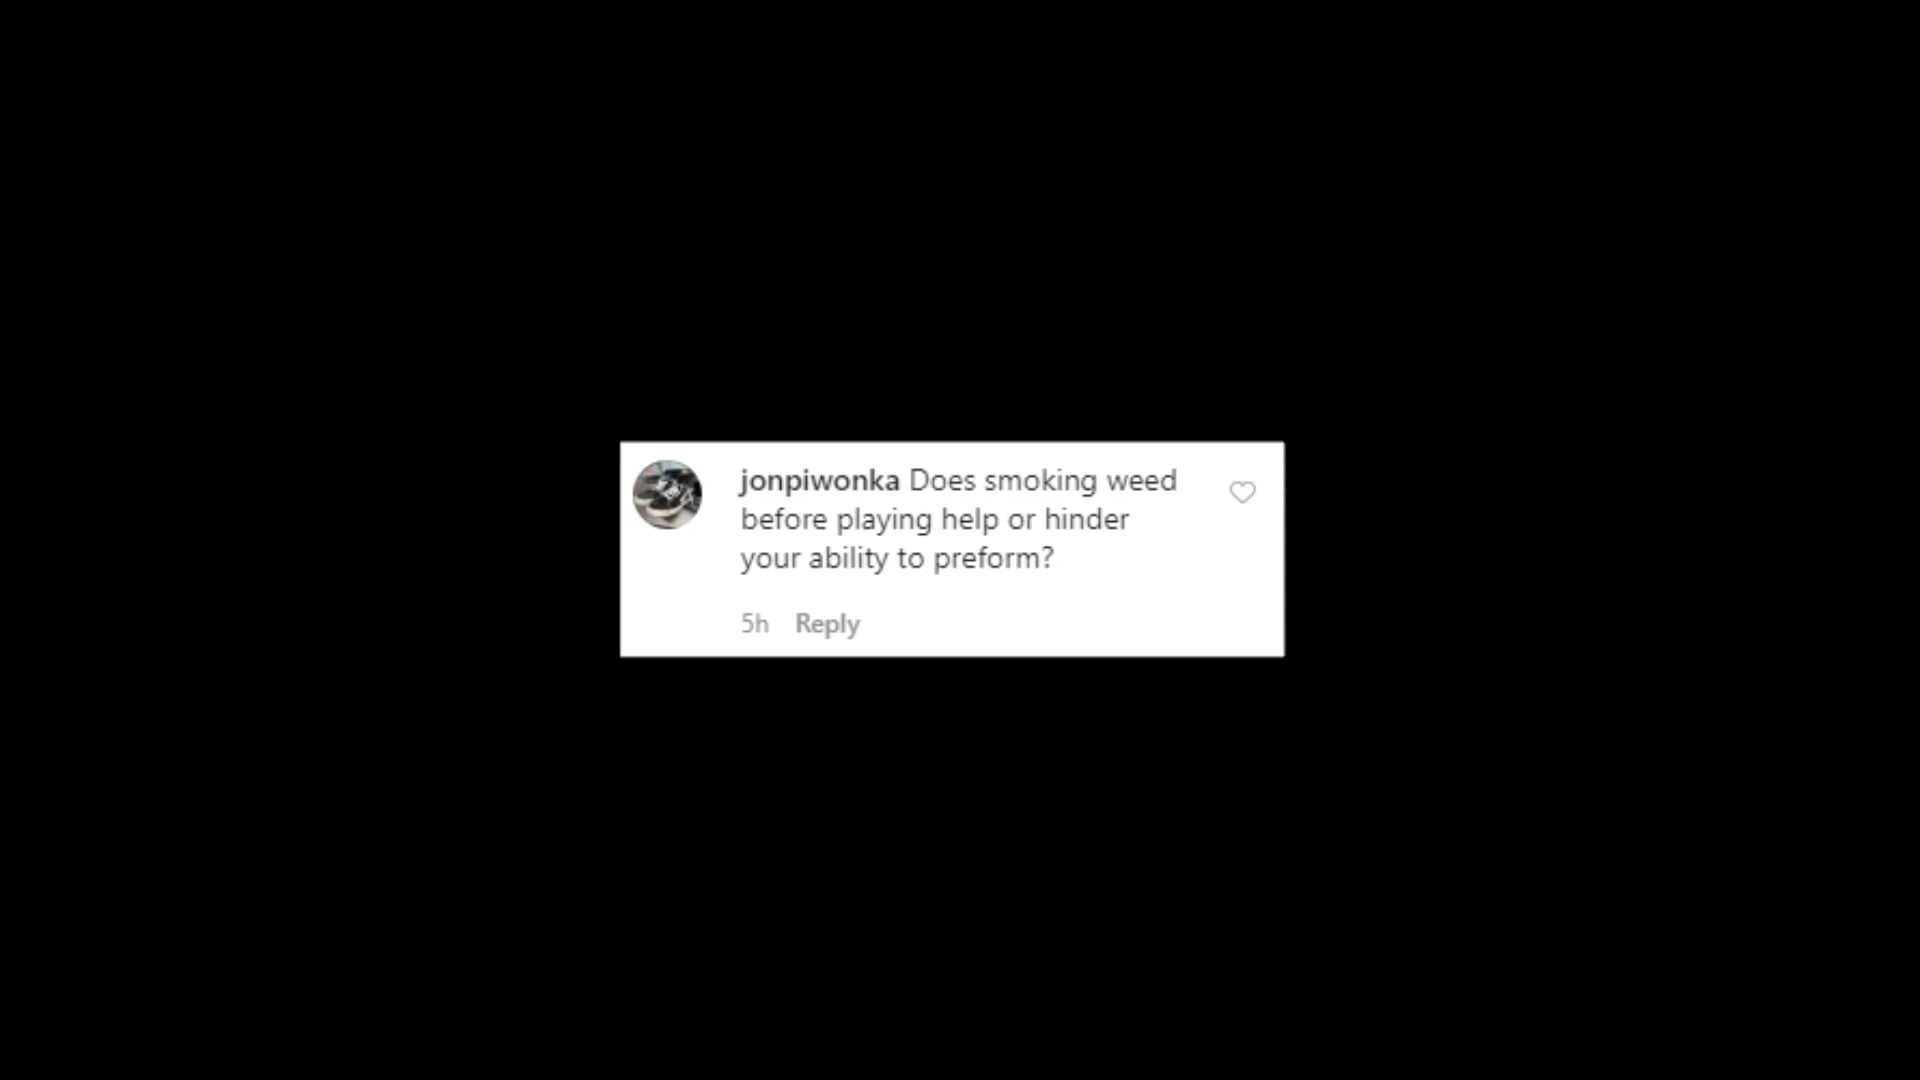 jonpiwonka Does smoking weed
before playing help or hinder
your ability to preform?
5h Reply